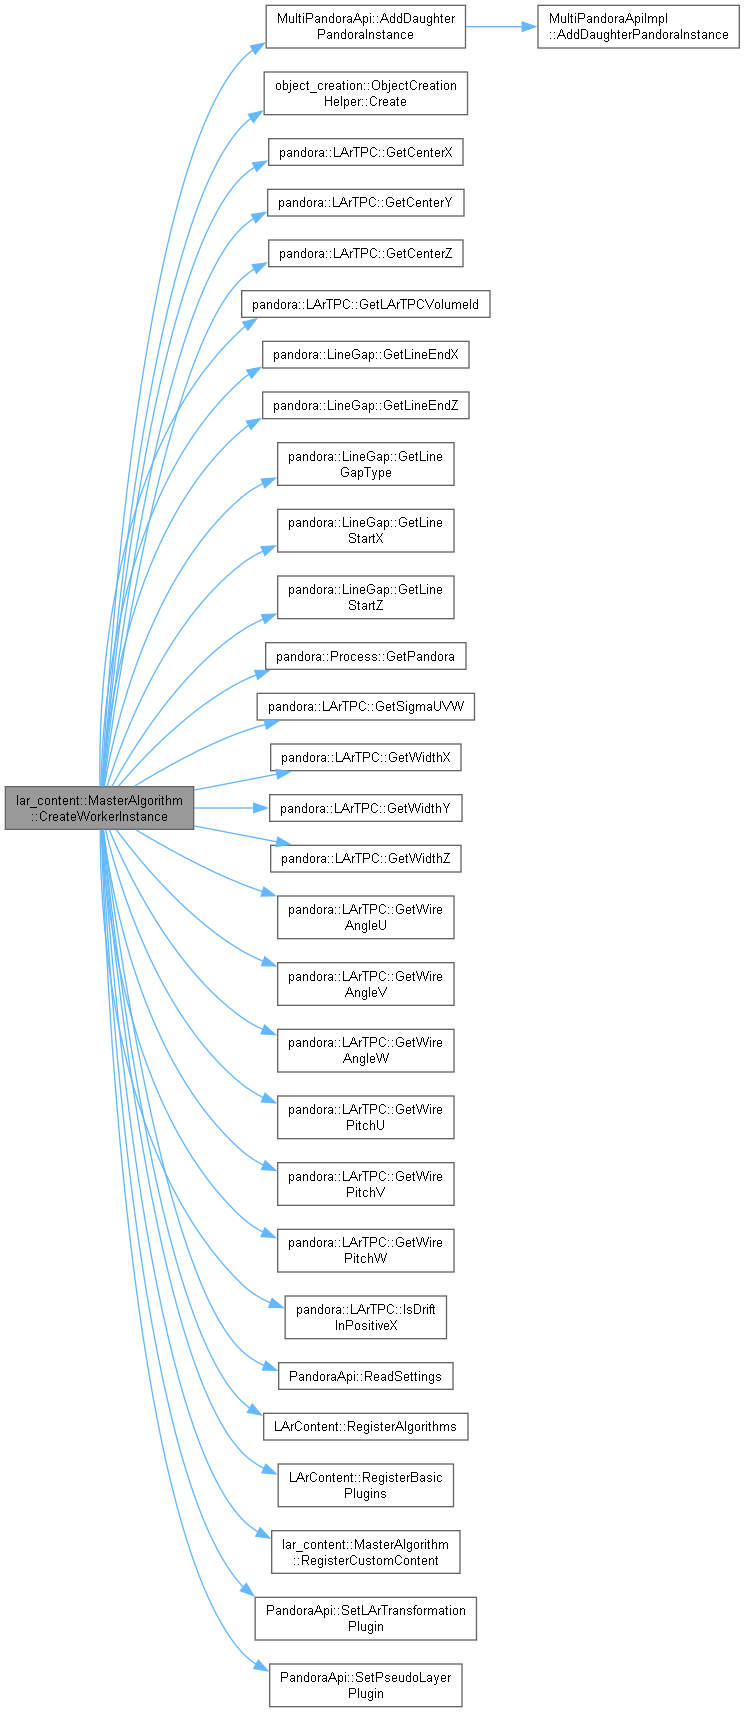 MultiPandoraApi::AddDaughter
PandoraInstance
MultiPandoraApiImpl
::AddDaughterPandoraInstance
object_creation::ObjectCreation
Helper::Create
pandora::LArTPC::GetCenterX
pandora::LArTPC::GetCenterY
pandora::LArTPC::GetCenterZ
pandora::LArTPC::GetLArTPCVolumeId
pandora::LineGap::GetLineEndX
pandora::LineGap::GetLineEndZ
pandora::LineGap::GetLine
GapType
pandora::LineGap::GetLine
StartX
pandora::LineGap::GetLine
StartZ
pandora::Process::GetPandora
pandora::LArTPC::GetSigmaUVW
pandora::LArTPC::GetWidthX
lar_content::MasterAlgorithm
::CreateWorkerInstance
pandora::LArTPC::GetWidthY
pandora::LArTPC::GetWidthZ
pandora::LArTPC::GetWire
AngleU
pandora::LArTPC::GetWire
AngleV
pandora::LArTPC::GetWire
AngleW
pandora::LArTPC::GetWire
PitchU
pandora::LArTPC::GetWire
PitchV
pandora::LArTPC::GetWire
PitchW
pandora::LArTPC::IsDrift
InPositiveX
PandoraApi::ReadSettings
LArContent::RegisterAlgorithms
LArContent::RegisterBasic
Plugins
lar_content::MasterAlgorithm
::RegisterCustomContent
PandoraApi::SetLArTransformation
Plugin
PandoraApi::SetPseudoLayer
Plugin